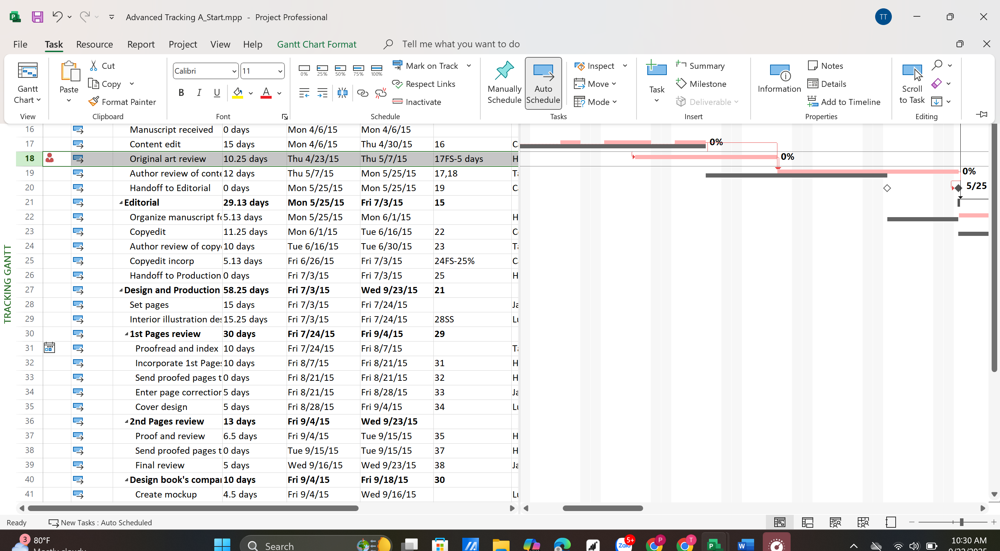 Advanced Tracking A_Start.mpp - Project Professional
TT
File Task Resource Report Project View Help Gantt Chart Format Tell me what you want to do
Gantt Chart
View
Paste
Cut
Copy
Format Painter
Clipboard
Calibri 11
B I U A
Font
0% 25% 50% 75% 100%
Mark on Track
Respect Links
Inactivate
Schedule
Manually Schedule
Auto Schedule
Inspect
Move
Mode
Tasks
Task
Summary
Milestone
Deliverable
Insert
Information
Notes
Details
Add to Timeline
Properties
Scroll to Task
Editing
TRACKING GANTT
16 Manuscript received 0 days Mon 4/6/15 Mon 4/6/15
17 Content edit 15 days Mon 4/6/15 Thu 4/30/15 16 0%
18 Original art review 10.25 days Thu 4/23/15 Thu 5/7/15 17FS-5 days H 0%
19 Author review of conte 12 days Thu 5/7/15 Mon 5/25/15 17,18 0%
20 Handoff to Editorial 0 days Mon 5/25/15 Mon 5/25/15 19 5/25
21 Editorial 29.13 days Mon 5/25/15 Fri 7/3/15 15
22 Organize manuscript fo 5.13 days Mon 5/25/15 Mon 6/1/15 H
23 Copyedit 11.25 days Mon 6/1/15 Tue 6/16/15 22
24 Author review of copy 10 days Tue 6/16/15 Tue 6/30/15 23
25 Copyedit incorp 5.13 days Fri 6/26/15 Fri 7/3/15 24FS-25%
26 Handoff to Production 0 days Fri 7/3/15 Fri 7/3/15 25 H
27 Design and Production 58.25 days Fri 7/3/15 Wed 9/23/15 21
28 Set pages 15 days Fri 7/3/15 Fri 7/24/15 Ja
29 Interior illustration des 15.25 days Fri 7/3/15 Fri 7/24/15 28SS Lu
30 1st Pages review 30 days Fri 7/24/15 Fri 9/4/15 29
31 Proofread and index 10 days Fri 7/24/15 Fri 8/7/15
32 Incorporate 1st Pages 10 days Fri 8/7/15 Fri 8/21/15 31 H
33 Send proofed pages t 0 days Fri 8/21/15 Fri 8/21/15 32 H
34 Enter page correction 5 days Fri 8/21/15 Fri 8/28/15 33 Ja
35 Cover design 5 days Fri 8/28/15 Fri 9/4/15 34 Lu
36 2nd Pages review 13 days Fri 9/4/15 Wed 9/23/15
37 Proof and review 6.5 days Fri 9/4/15 Tue 9/15/15 35 H
38 Send proofed pages t 0 days Tue 9/15/15 Tue 9/15/15 37 H
39 Final review 5 days Wed 9/16/15 Wed 9/23/15 38 Ja
40 Design book's compa 10 days Fri 9/4/15 Fri 9/18/15 30
41 Create mockup 4.5 days Fri 9/4/15 Wed 9/16/15 Lu
Ready New Tasks : Auto Scheduled
3 80°F
Search
Zalo 5+ P T P W
10:30 AM